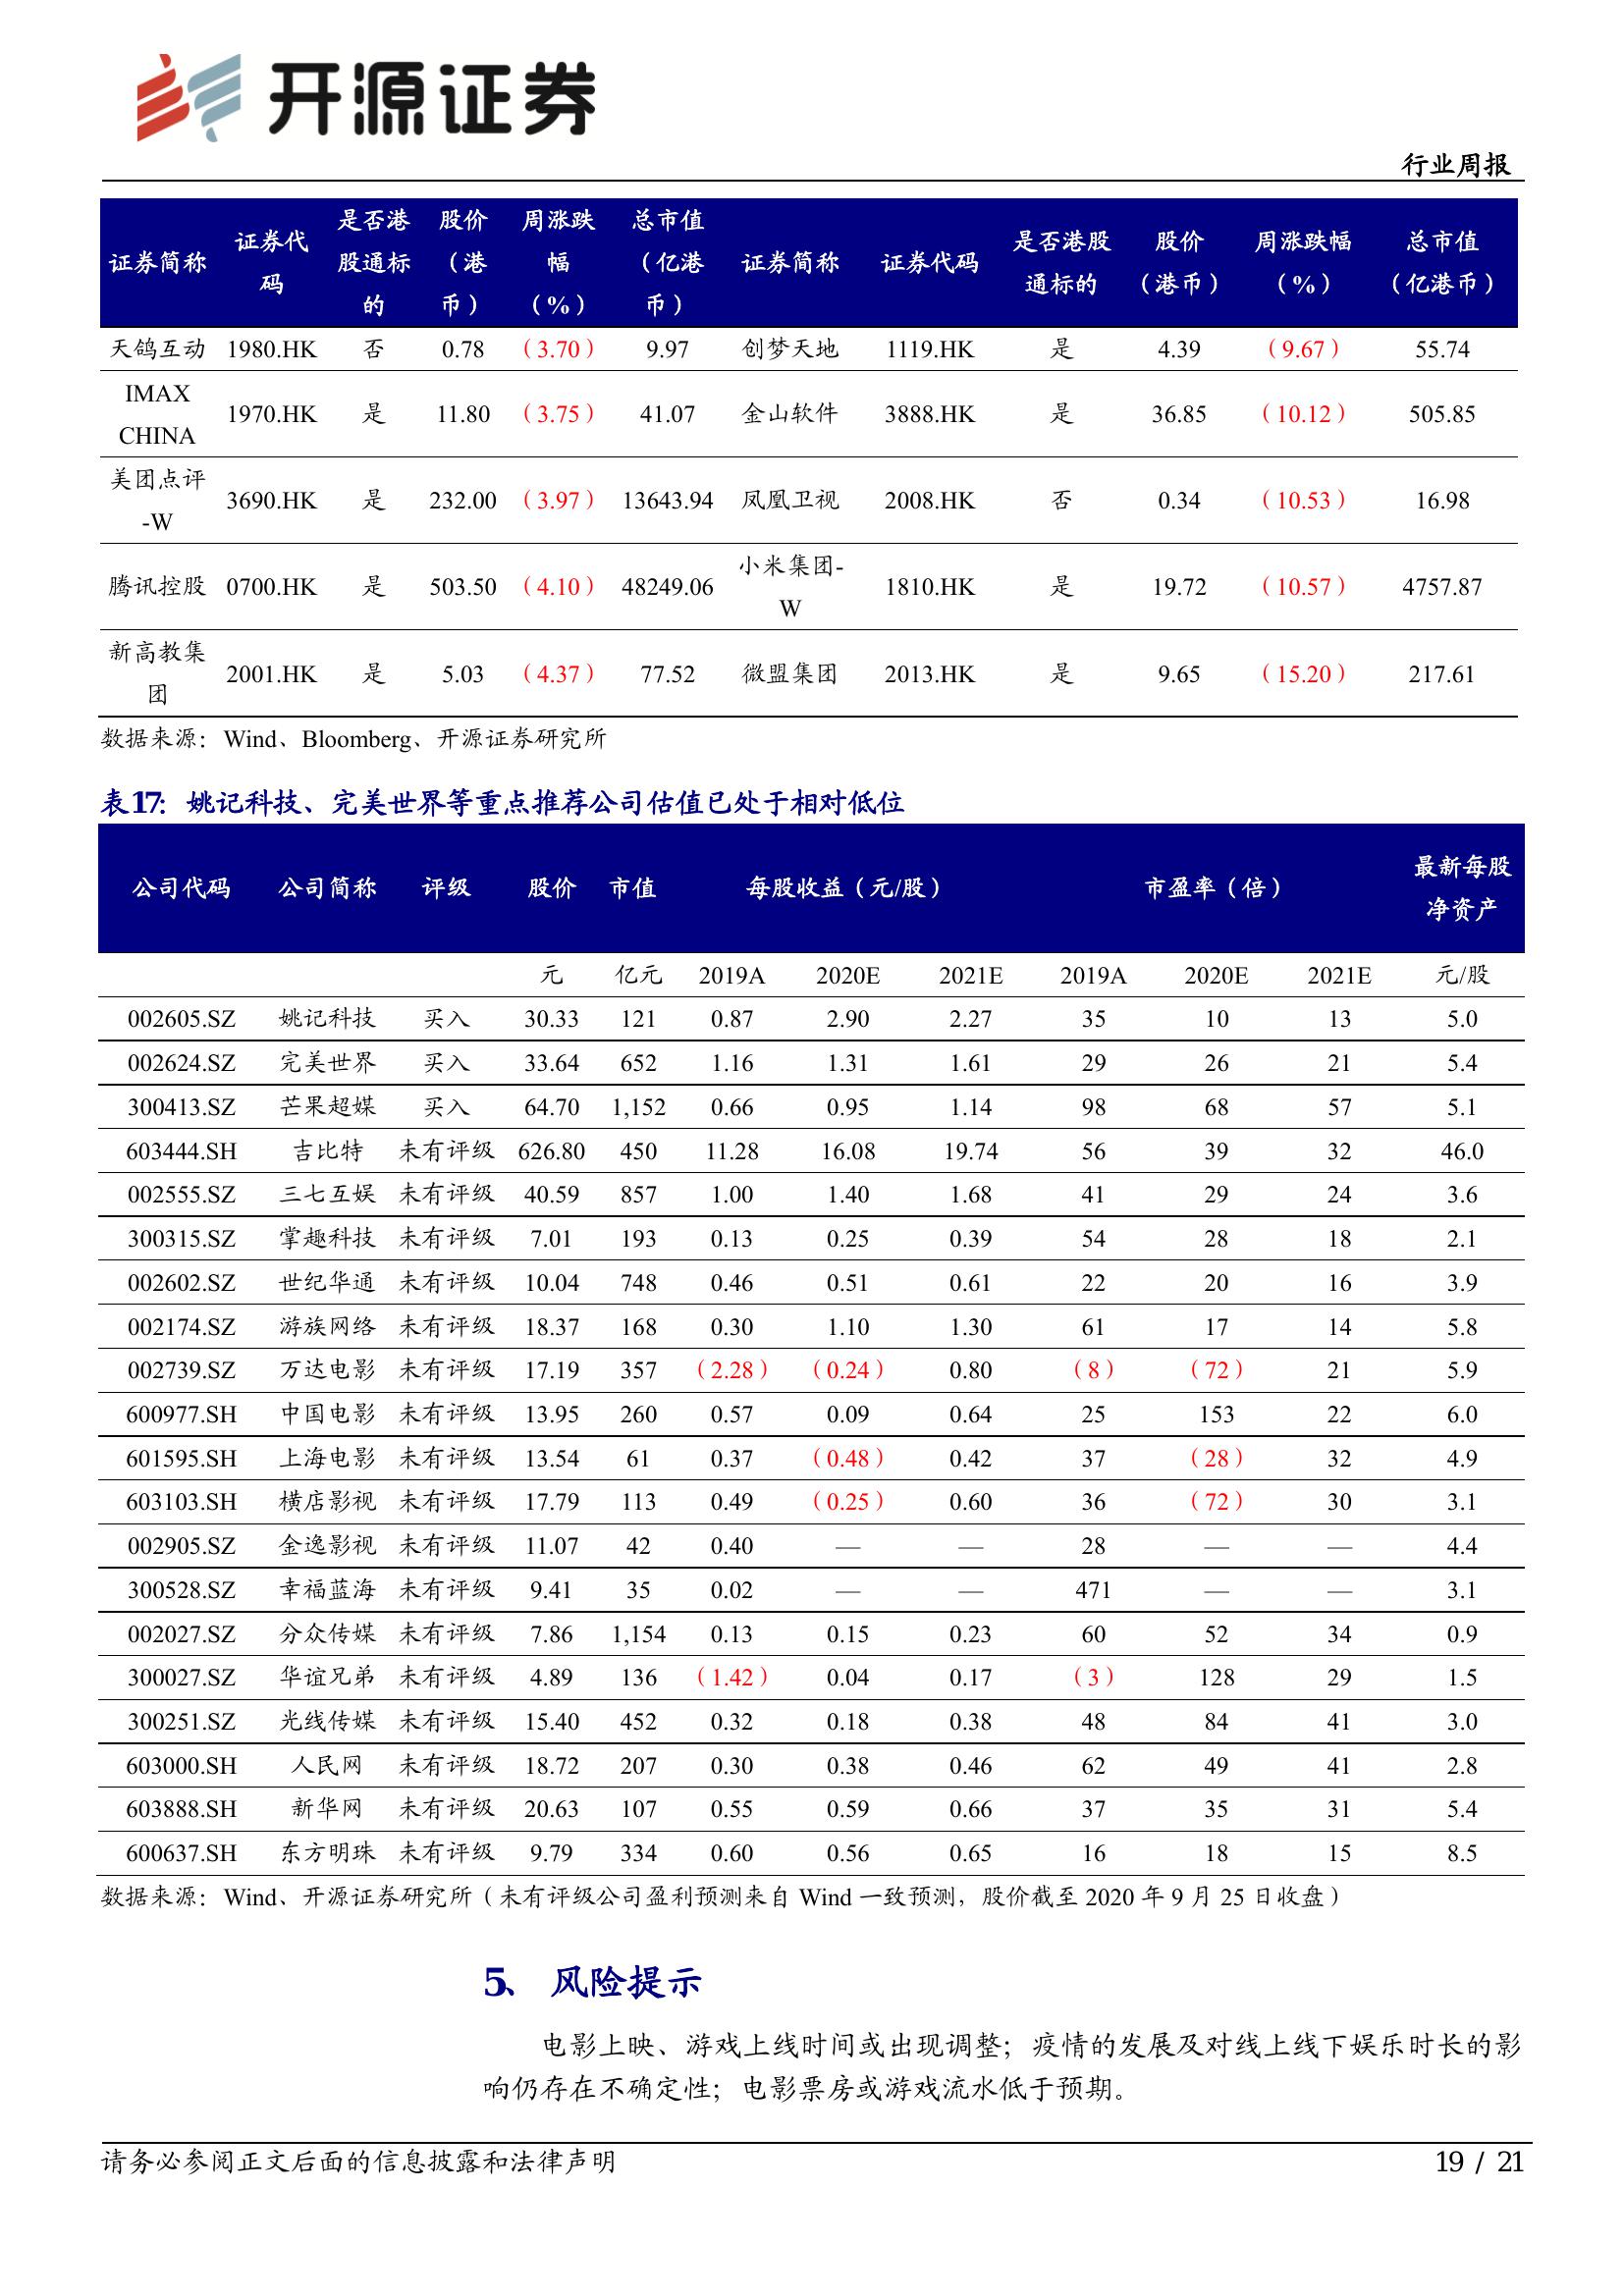 开源证券
行业周报
证券简称 证券代码 是否港股通标的 股价（港币） 周涨跌幅（%） 总市值（亿港币） 证券简称 证券代码 是否港股通标的 股价（港币） 周涨跌幅（%） 总市值（亿港币）
天鸽互动 1980.HK 否 0.78 （3.70） 9.97 创梦天地 1119.HK 是 4.39 （9.67） 55.74
IMAX CHINA 1970.HK 是 11.80 （3.75） 41.07 金山软件 3888.HK 是 36.85 （10.12） 505.85
美团点评-W 3690.HK 是 232.00 （3.97） 13643.94 凤凰卫视 2008.HK 否 0.34 （10.53） 16.98
腾讯控股 0700.HK 是 503.50 （4.10） 48249.06 小米集团-W 1810.HK 是 19.72 （10.57） 4757.87
新高教集团 2001.HK 是 5.03 （4.37） 77.52 微盟集团 2013.HK 是 9.65 （15.20） 217.61
数据来源：Wind、Bloomberg、开源证券研究所
表17：姚记科技、完美世界等重点推荐公司估值已处于相对低位
公司代码 公司简称 评级 股价 市值 每股收益（元/股） 市盈率（倍） 最新每股净资产
元 亿元 2019A 2020E 2021E 2019A 2020E 2021E 元/股
002605.SZ 姚记科技 买入 30.33 121 0.87 2.90 2.27 35 10 13 5.0
002624.SZ 完美世界 买入 33.64 652 1.16 1.31 1.61 29 26 21 5.4
300413.SZ 芒果超媒 买入 64.70 1,152 0.66 0.95 1.14 98 68 57 5.1
603444.SH 吉比特 未有评级 626.80 450 11.28 16.08 19.74 56 39 32 46.0
002555.SZ 三七互娱 未有评级 40.59 857 1.00 1.40 1.68 41 29 24 3.6
300315.SZ 掌趣科技 未有评级 7.01 193 0.13 0.25 0.39 54 28 18 2.1
002602.SZ 世纪华通 未有评级 10.04 748 0.46 0.51 0.61 22 20 16 3.9
002174.SZ 游族网络 未有评级 18.37 168 0.30 1.10 1.30 61 17 14 5.8
002739.SZ 万达电影 未有评级 17.19 357 （2.28） （0.24） 0.80 （8） （72） 21 5.9
600977.SH 中国电影 未有评级 13.95 260 0.57 0.09 0.64 25 153 22 6.0
601595.SH 上海电影 未有评级 13.54 61 0.37 （0.48） 0.42 37 （28） 32 4.9
603103.SH 横店影视 未有评级 17.79 113 0.49 （0.25） 0.60 36 （72） 30 3.1
002905.SZ 金逸影视 未有评级 11.07 42 0.40 — — 28 — — 4.4
300528.SZ 幸福蓝海 未有评级 9.41 35 0.02 — — 471 — — 3.1
002027.SZ 分众传媒 未有评级 7.86 1,154 0.13 0.15 0.23 60 52 34 0.9
300027.SZ 华谊兄弟 未有评级 4.89 136 （1.42） 0.04 0.17 （3） 128 29 1.5
300251.SZ 光线传媒 未有评级 15.40 452 0.32 0.18 0.38 48 84 41 3.0
603000.SH 人民网 未有评级 18.72 207 0.30 0.38 0.46 62 49 41 2.8
603888.SH 新华网 未有评级 20.63 107 0.55 0.59 0.66 37 35 31 5.4
600637.SH 东方明珠 未有评级 9.79 334 0.60 0.56 0.65 16 18 15 8.5
数据来源：Wind、开源证券研究所（未有评级公司盈利预测来自 Wind 一致预测，股价截至 2020 年 9 月 25 日收盘）
5、 风险提示
电影上映、游戏上线时间或出现调整；疫情的发展及对线上线下娱乐时长的影
响仍存在不确定性；电影票房或游戏流水低于预期。
请务必参阅正文后面的信息披露和法律声明 19 / 21